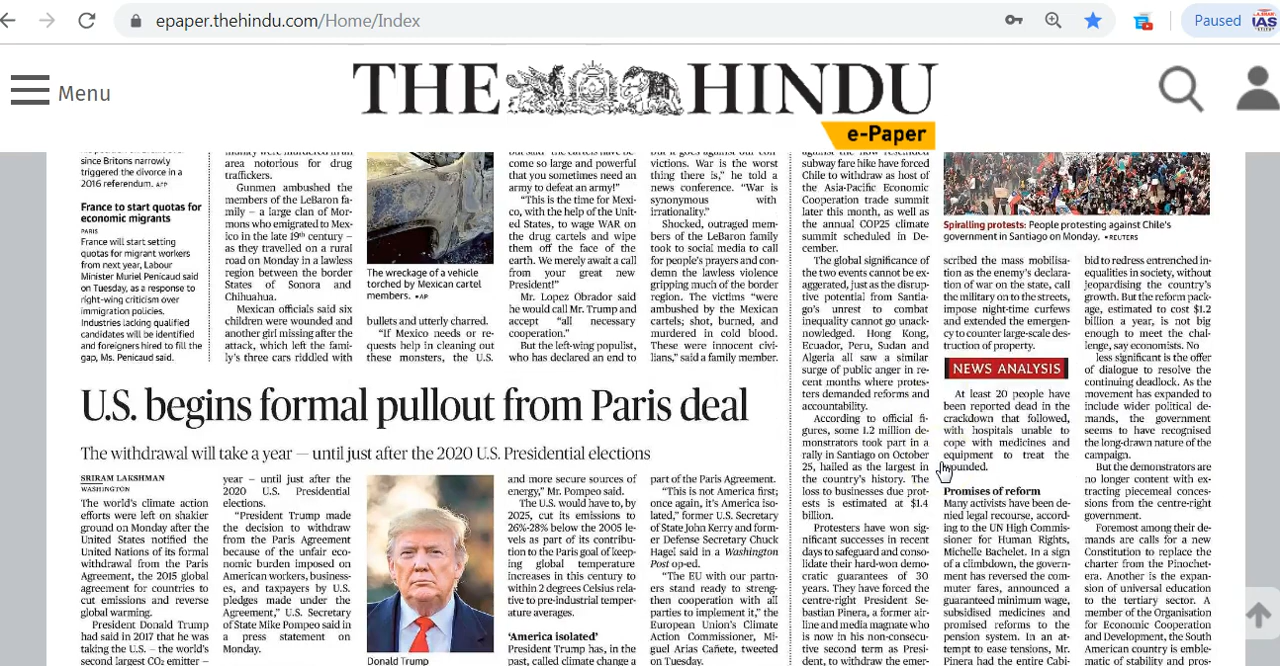 epaper.thehindu.com/Home/Index
Paused
IAS
Menu
THE HINDU
e-Paper
since Britons narrowly
triggered the divorce in a
2016 referendum. AFP
France to start quotas for
economic migrants
PARIS
France will start setting
quotas for migrant workers
from next year, Labour
Minister Muriel Penicaud said
on Tuesday, as a response to
right-wing criticism over
immigration policies.
Industries lacking qualified
candidates will be identified
and foreigners hired to fill the
gap, Ms. Penicaud said.
area notorious for drug
traffickers.
Gunmen ambushed the
members of the LeBaron fam-
ily – a large clan of Mor-
mons who emigrated to Mex-
ico in the late 19th century –
as they travelled on a rural
road on Monday in a lawless
region between the border
States of Sonora and
Chihuahua.
Mexican officials said six
children were wounded and
another girl missing after the
attack, which left the fami-
ly's three cars riddled with
The wreckage of a vehicle
torched by Mexican cartel
members. •AP
bullets and utterly charred.
"If Mexico needs or re-
quests help in cleaning out
these monsters, the U.S.
but said "the cartels have be-
come so large and powerful
that you sometimes need an
army to defeat an army!"
"This is the time for Mexi-
co, with the help of the Unit-
ed States, to wage WAR on
the drug cartels and wipe
them off the face of the
earth. We merely await a call
from your great new
President!"
Mr. Lopez Obrador said
he would call Mr. Trump and
accept "all necessary
cooperation."
But the left-wing populist,
who has declared an end to
but it goes against our con-
victions. War is the worst
thing there is," he told a
news conference. "War is
synonymous with
irrationality."
Shocked, outraged mem-
bers of the LeBaron family
took to social media to call
for people's prayers and con-
demn the lawless violence
gripping much of the border
region. The victims "were
ambushed by the Mexican
cartels; shot, burned, and
murdered in cold blood.
These were innocent civi-
lians," said a family member.
against the now rescinded
subway fare hike have forced
Chile to withdraw as host of
the Asia-Pacific Economic
Cooperation trade summit
later this month, as well as
the annual COP25 climate
summit scheduled in De-
cember.
The global significance of
the two events cannot be ex-
aggerated, just as the disrup-
tive potential from Santia-
go's unrest to combat
inequality cannot go unack-
nowledged. Hong Kong,
Ecuador, Peru, Sudan and
Algeria all saw a similar
surge of public anger in re-
cent months where protes-
ters demanded reforms and
accountability.
According to official fi-
gures, some 1.2 million de-
monstrators took part in a
rally in Santiago on October
25, hailed as the largest in
the country's history. The
loss to businesses due prot-
ests is estimated at $1.4
billion.
Protesters have won sig-
nificant successes in recent
days to safeguard and conso-
lidate their hard-won demo-
cratic guarantees of 30
years. They have forced the
centre-right President Se-
bastian Pinera, a former air-
line and media magnate who
is now in his non-consecu-
tive second term as Presi-
dent, to withdraw the emer-
Spiralling protests: People protesting against Chile's
government in Santiago on Monday. •REUTERS
scribed the mass mobilisa-
tion as the enemy's declara-
tion of war on the state, call
the military on to the streets,
impose night-time curfews
and extended the emergen-
cy to counter large-scale des-
truction of property.
NEWS ANALYSIS
At least 20 people have
been reported dead in the
crackdown that followed,
with hospitals unable to
cope with medicines and
equipment to treat the
wounded.
Promises of reform
Many activists have been de-
nied legal recourse, accord-
ing to the UN High Commis-
sioner for Human Rights,
Michelle Bachelet. In a sign
of a climbdown, the govern-
ment has reversed the com-
muter fares, announced a
guaranteed minimum wage,
subsidised medicines and
promised reforms to the
pension system. In an at-
tempt to ease tensions, Mr.
Pinera had the entire Cabi-
bid to redress entrenched in-
equalities in society, without
jeopardising the country's
growth. But the reform pack-
age, estimated to cost $1.2
billion a year, is not big
enough to meet the chal-
lenge, say economists. No
less significant is the offer
of dialogue to resolve the
continuing deadlock. As the
movement has expanded to
include wider political de-
mands, the government
seems to have recognised
the long-drawn nature of the
campaign.
But the demonstrators are
no longer content with ex-
tracting piecemeal conces-
sions from the centre-right
government.
Foremost among their de-
mands are calls for a new
Constitution to replace the
charter from the Pinochet-
era. Another is the expan-
sion of universal education
to the tertiary sector. A
member of the Organisation
for Economic Cooperation
and Development, the South
American country is emble-
matic of stability and a
U.S. begins formal pullout from Paris deal
The withdrawal will take a year — until just after the 2020 U.S. Presidential elections
SRIRAM LAKSHMAN
WASHINGTON
The world's climate action
efforts were left on shakier
ground on Monday after the
United States notified the
United Nations of its formal
withdrawal from the Paris
Agreement, the 2015 global
agreement for countries to
cut emissions and reverse
global warming.
President Donald Trump
had said in 2017 that he was
taking the U.S. – the world's
second largest CO2 emitter –
year – until just after the
2020 U.S. Presidential
elections.
"President Trump made
the decision to withdraw
from the Paris Agreement
because of the unfair eco-
nomic burden imposed on
American workers, business-
es, and taxpayers by U.S.
pledges made under the
Agreement," U.S. Secretary
of State Mike Pompeo said in
a press statement on
Monday.
Donald Trump
and more secure sources of
energy," Mr. Pompeo said.
The U.S. would have to, by
2025, cut its emissions to
26%-28% below the 2005 le-
vels as part of its contribu-
tion to the Paris goal of keep-
ing global temperature
increases in this century to
within 2 degrees Celsius rela-
tive to pre-industrial temper-
ature averages.
'America isolated'
President Trump has, in the
past, called climate change a
part of the Paris Agreement.
"This is not America first;
once again, it's America iso-
lated," former U.S. Secretary
of State John Kerry and form-
er Defense Secretary Chuck
Hagel said in a Washington
Post op-ed.
"The EU with our partn-
ers stand ready to streng-
then cooperation with all
parties to implement it," the
European Union's Climate
Action Commissioner, Mi-
guel Arias Cañete, tweeted
on Tuesday.